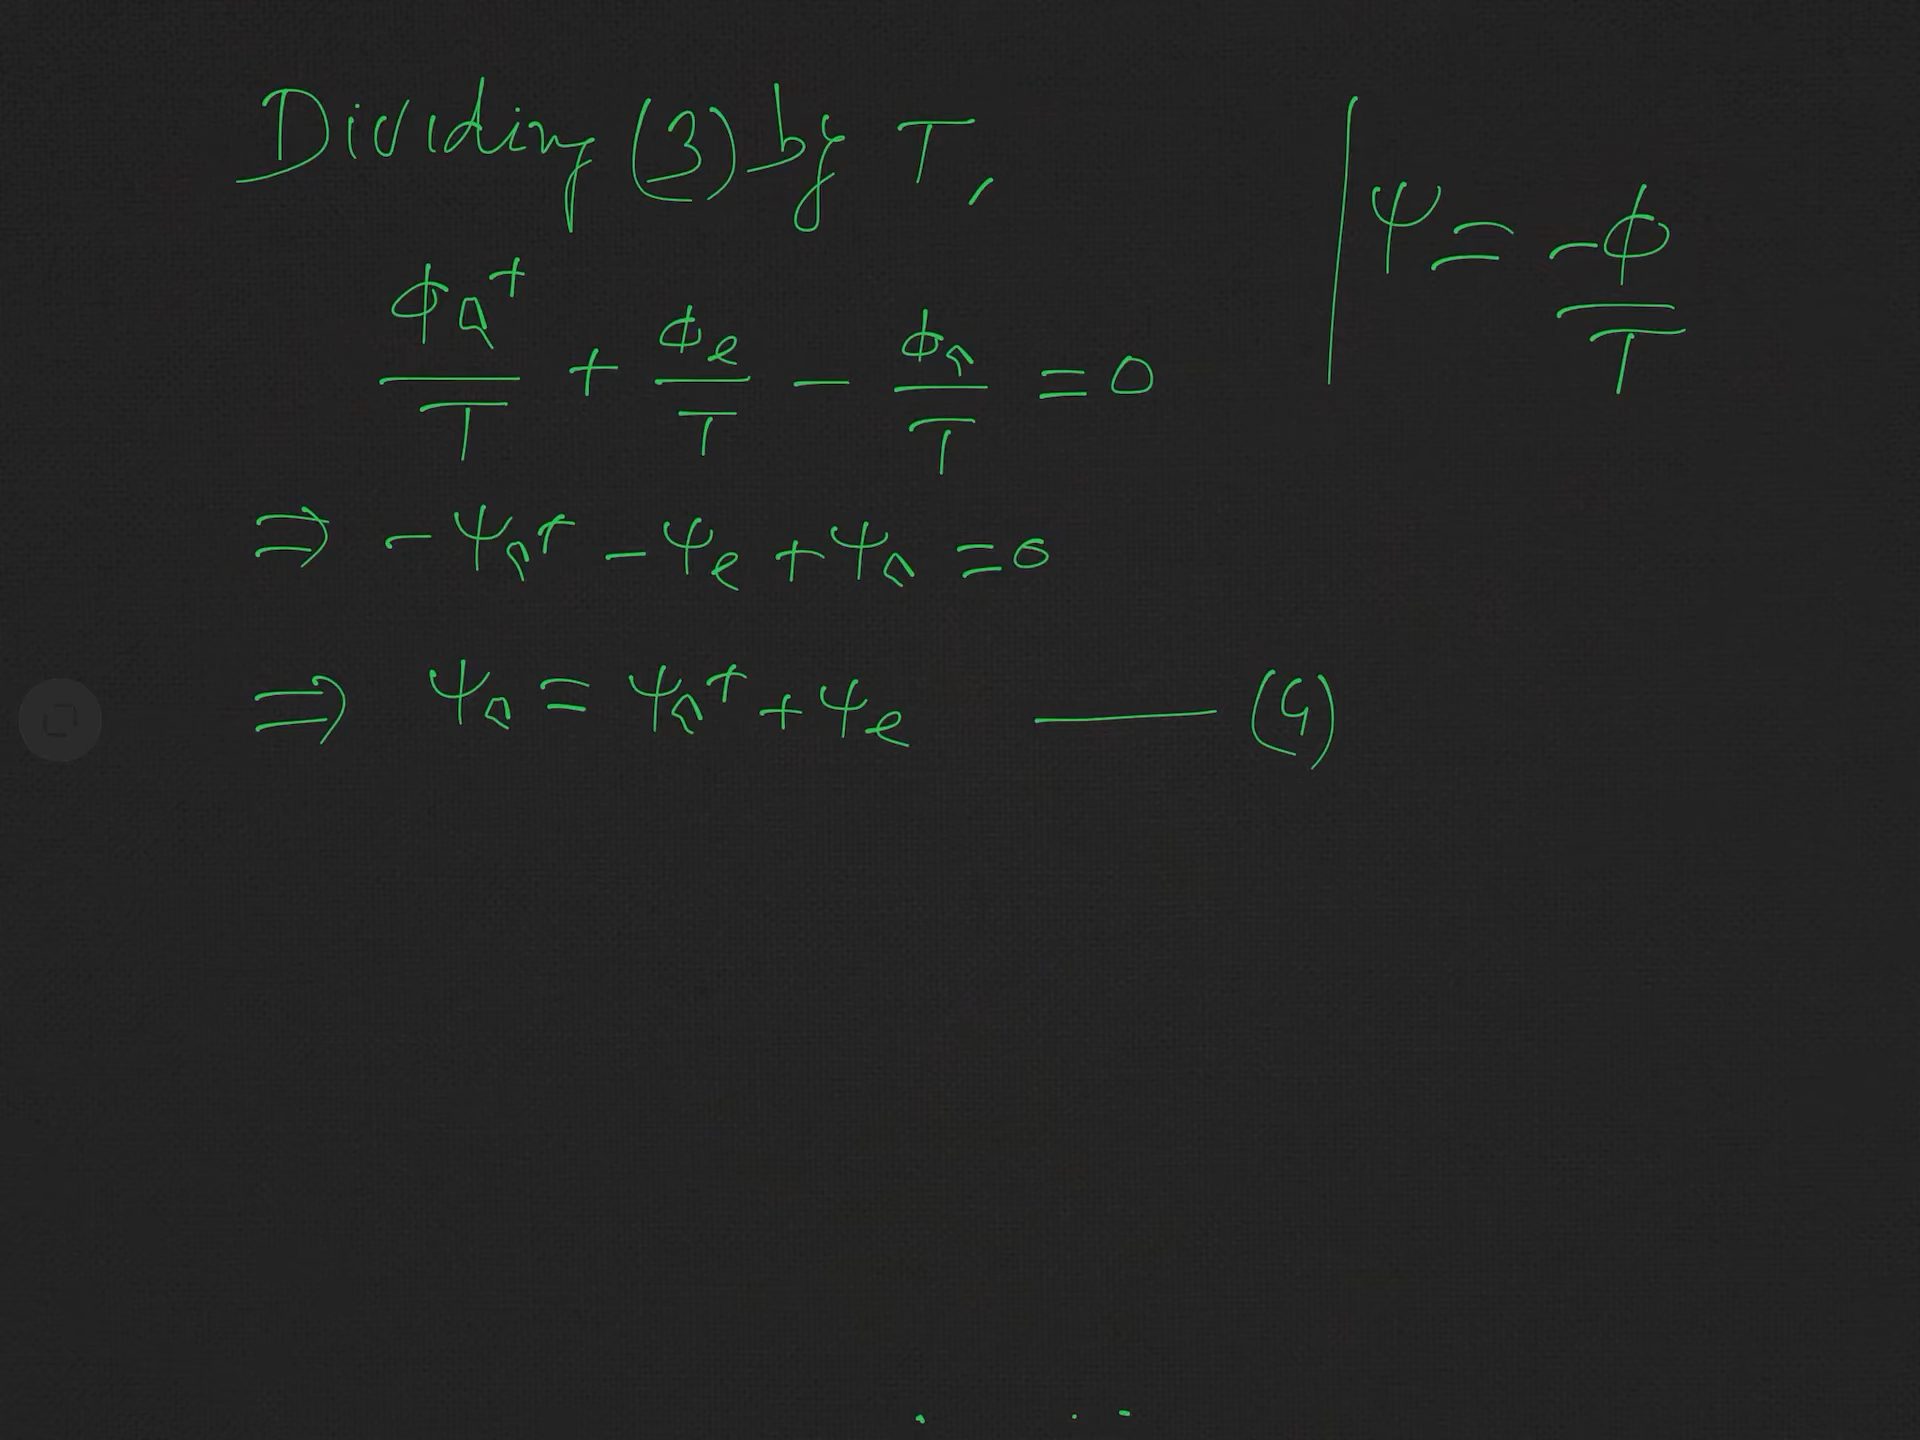 Dividing (3) by T,
ϕₐ⁺/T + ϕₑ/T − ϕₐ/T = 0
⇒ −Ψₐ⁺ − Ψₑ + Ψₐ = 0
⇒ Ψₐ = Ψₐ⁺ + Ψₑ —— (4)
Ψ = −ϕ/T